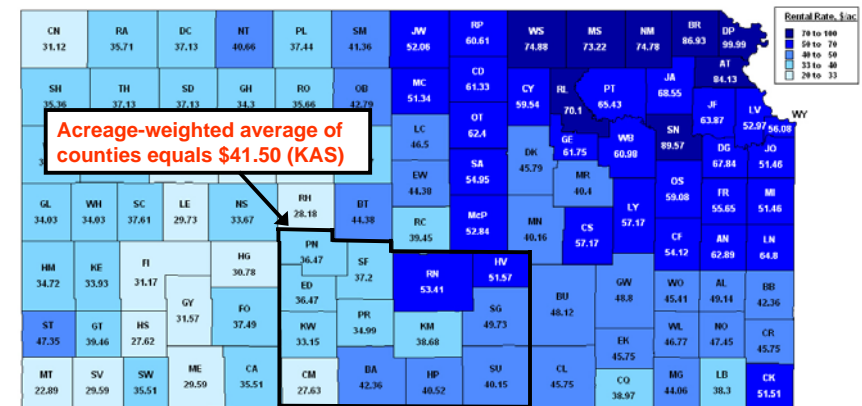 Rental Rate, $/ac
70 to 100
50 to 70
40 to 50
33 to 40
20 to 33
CN
31.12
RA
35.71
DC
37.13
NT
40.66
PL
37.44
SM
41.36
JW
52.06
RP
60.61
WS
74.88
MS
73.22
NM
74.78
BR
86.93
DP
99.99
AT
84.13
SH
35.36
TH
37.13
SD
37.13
GH
34.3
RO
35.66
OB
42.79
MC
51.34
CD
61.33
CY
59.54
RL
70.1
PT
65.43
JA
68.55
JF
63.87
LV
52.97
WY
56.08
Acreage-weighted average of
counties equals $41.50 (KAS)
LC
46.5
OT
62.4
DK
45.79
GE
61.75
WB
60.98
SN
89.57
DG
67.84
JO
51.46
EW
44.38
SA
54.95
MR
40.4
OS
59.08
FR
55.65
MI
51.46
GL
34.03
WH
34.03
SC
37.61
LE
29.73
NS
33.67
RH
28.18
BT
44.38
RC
39.45
McP
52.84
MN
40.16
CS
57.17
LY
57.17
CF
54.12
AN
62.89
LN
64.8
HM
34.72
KE
33.93
FI
31.17
HG
30.78
PN
36.47
SF
37.2
RN
53.41
HV
51.57
GY
31.57
FO
37.49
ED
36.47
PR
34.99
SG
49.73
BU
48.12
GW
48.8
WO
45.41
AL
49.14
BB
42.36
ST
47.35
GT
39.46
HS
27.62
KW
33.15
KM
38.68
EK
45.75
WL
46.77
NO
47.45
CR
45.75
MT
22.89
SV
29.59
SW
35.51
ME
29.59
CA
35.51
CM
27.63
BA
42.36
HP
40.52
SU
40.15
CL
45.75
CQ
38.97
MG
44.06
LB
38.3
CK
51.51